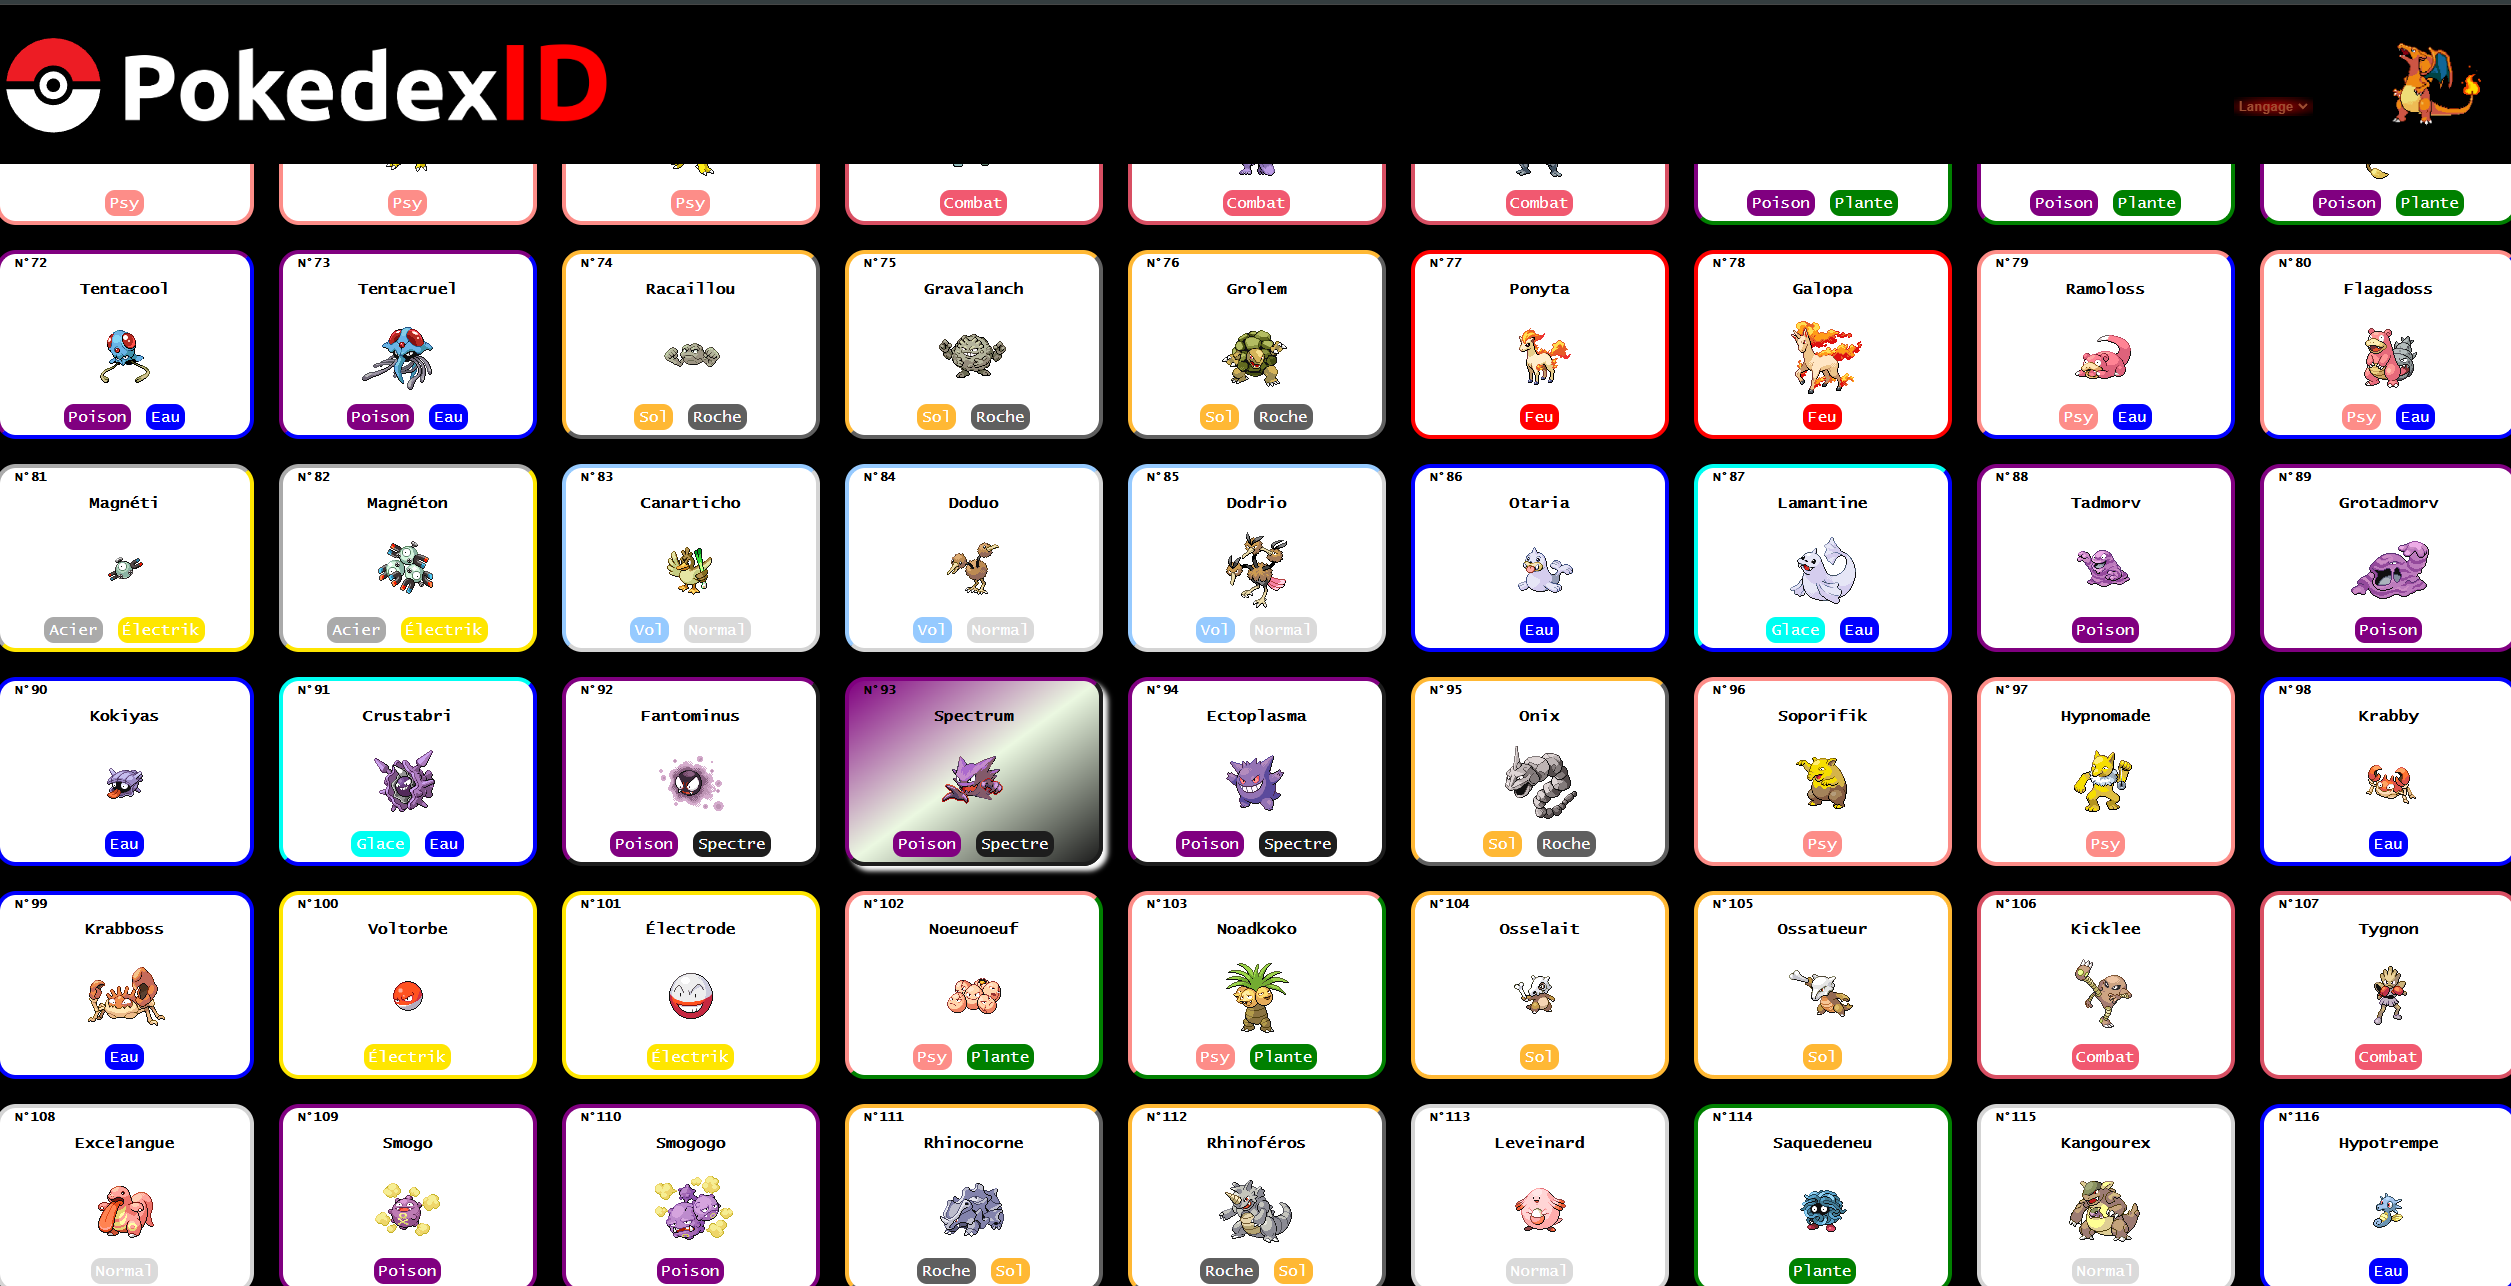 PokedexID
Langage
Psy Psy Psy Combat Combat Combat Poison Plante Poison Plante Poison Plante
N°72 N°73 N°74 N°75 N°76 N°77 N°78 N°79 N°80
Tentacool Tentacruel Racaillou Gravalanch Grolem Ponyta Galopa Ramoloss Flagadoss
Poison Eau Poison Eau Sol Roche Sol Roche Sol Roche Feu Feu Psy Eau Psy Eau
N°81 N°82 N°83 N°84 N°85 N°86 N°87 N°88 N°89
Magnéti Magnéton Canarticho Doduo Dodrio Otaria Lamantine Tadmorv Grotadmorv
Acier Électrik Acier Électrik Vol Normal Vol Normal Vol Normal Eau Glace Eau Poison Poison
N°90 N°91 N°92 N°93 N°94 N°95 N°96 N°97 N°98
Kokiyas Crustabri Fantominus Spectrum Ectoplasma Onix Soporifik Hypnomade Krabby
Eau Glace Eau Poison Spectre Poison Spectre Poison Spectre Sol Roche Psy Psy Eau
N°99 N°100 N°101 N°102 N°103 N°104 N°105 N°106 N°107
Krabboss Voltorbe Électrode Noeunoeuf Noadkoko Osselait Ossatueur Kicklee Tygnon
Eau Électrik Électrik Psy Plante Psy Plante Sol Sol Combat Combat
N°108 N°109 N°110 N°111 N°112 N°113 N°114 N°115 N°116
Excelangue Smogo Smogogo Rhinocorne Rhinoféros Leveinard Saquedeneu Kangourex Hypotrempe
Normal Poison Poison Roche Sol Roche Sol Normal Plante Normal Eau